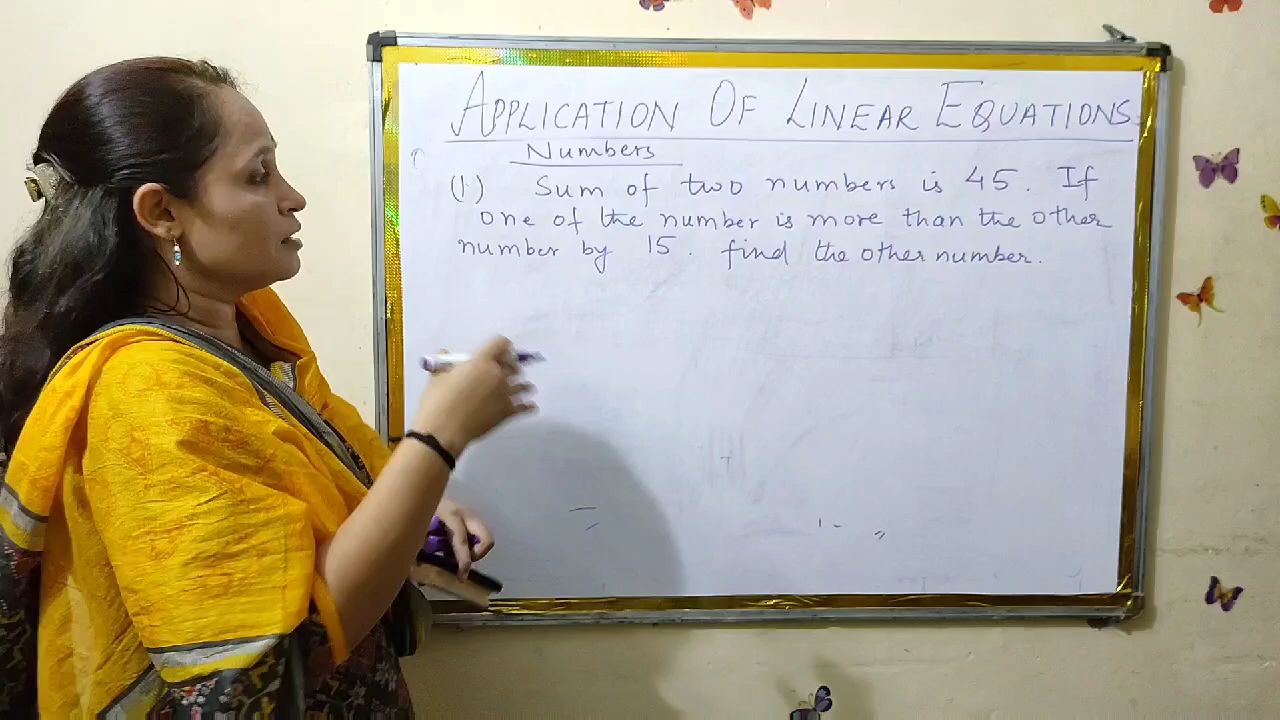 APPLICATION OF LINEAR EQUATIONS
Numbers
(1.) Sum of two numbers is 45. If
one of the number is more than the other
number by 15. find the other number.